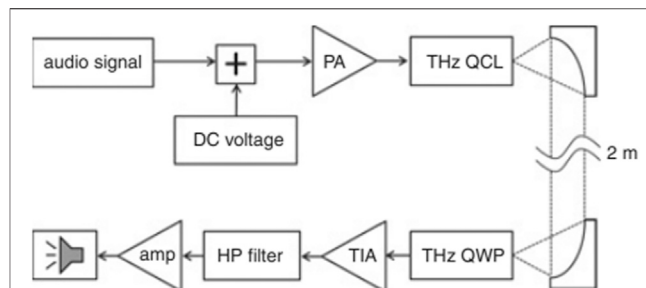 audio signal
+
PA
THz QCL
DC voltage
2 m
amp
HP filter
TIA
THz QWP